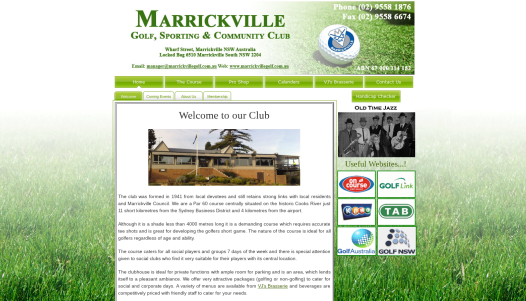 MARRICKVILLE
GOLF, SPORTING & COMMUNITY CLUB
Wharf Street, Marrickville NSW Australia
Locked Bag #510 Marrickville South NSW 2204
Email: manager@marrickvillegolf.com.au Web: www.marrickvillegolf.com.au
Phone (02) 9558 1876
Fax (02) 9558 6674
Home
The Course
Pro Shop
Calendars
VJ's Brasserie
Contact Us
Welcome
Coming Events
About Us
Membership
Handicap Checker
Welcome to our Club
The club was formed in 1941 from local devotees and still retains strong links with local residents
and Marrickville Council. We are a Par 60 course centrally situated on the historic Cooks River just
11 short kilometres from the Sydney Business District and 4 kilometres from the airport.
Although it is a shade less than 4000 metres long it is a demanding course which requires accurate
tee shots and is great for developing the golfers short game. The nature of the course is ideal for all
golfers regardless of age and ability.
The course caters for all social players and groups 7 days of the week and there is special attention
given to social clubs who find it very suitable for their players with its central location.
The clubhouse is ideal for private functions with ample room for parking and is an area, which lends
itself to a pleasant ambience. We offer very attractive packages (golfing or non-golfing) to cater for
social and corporate days. A variety of menus are available from VJ's Brasserie and beverages are
competitively priced with friendly staff to cater for your needs.
OLD TIME JAZZ
Useful Websites...!
on course
GOLF Link
TAB
GolfAustralia
GOLF NSW